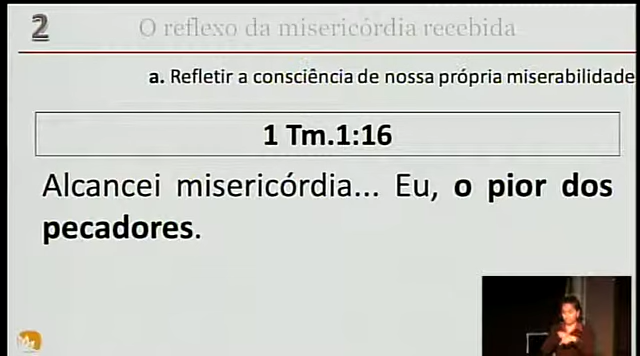 2
O reflexo da misericórdia recebida
a. Refletir a consciência de nossa própria miserabilidade
1 Tm.1:16
Alcancei misericórdia... Eu, o pior dos
pecadores.